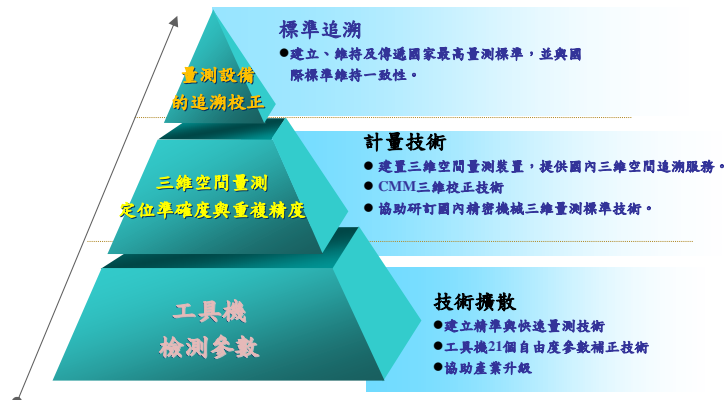 標準追溯
●建立、維持及傳遞國家最高量測標準，並與國
際標準維持一致性。
量測設備
的追溯校正
計量技術
● 建置三維空間量測裝置，提供國內三維空間追溯服務。
● CMM三維校正技術
● 協助研訂國內精密機械三維量測標準技術。
三維空間量測
定位準確度與重複精度
技術擴散
●建立精準與快速量測技術
●工具機21個自由度參數補正技術
●協助產業升級
工具機
檢測參數